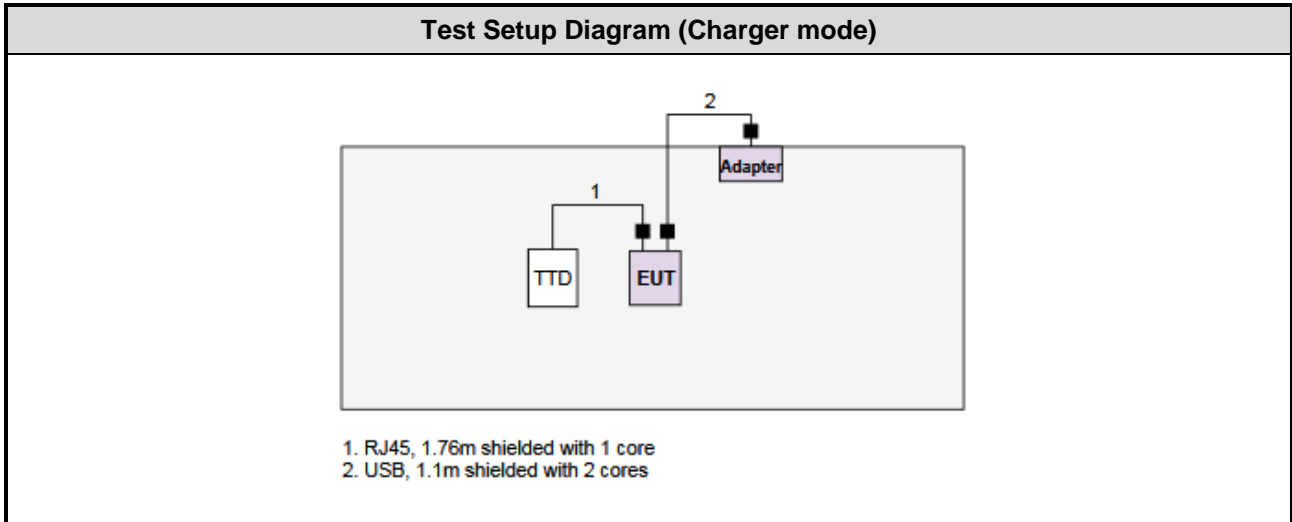 Test Setup Diagram (Charger mode)
2
Adapter
1
TTD
EUT
1. RJ45, 1.76m shielded with 1 core
2. USB, 1.1m shielded with 2 cores